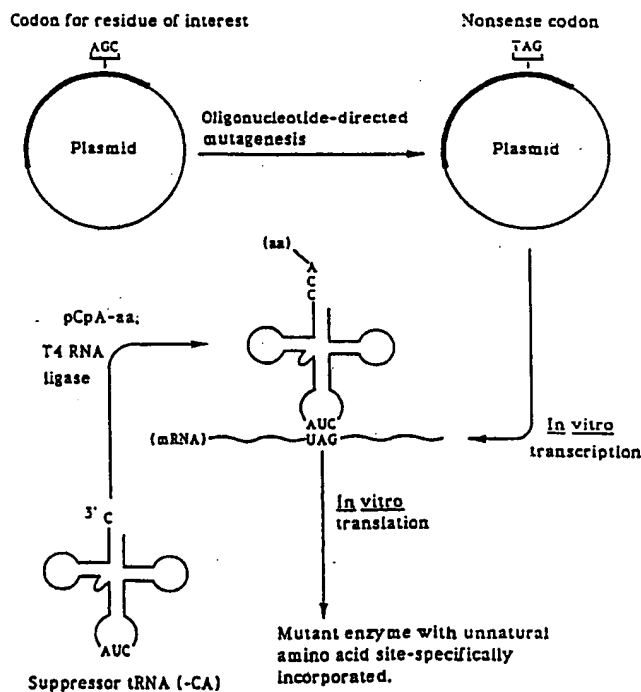 Codon for residue of interest
AGC
Plasmid
Oligonucleotide-directed
mutagenesis
Nonsense codon
TAG
Plasmid
(aa)
A
C
C
pCpA-aa;
T4 RNA
ligase
AUC
(mRNA)
UAG
In vitro
transcription
3' C
In vitro
translation
AUC
Suppressor tRNA (-CA)
Mutant enzyme with unnatural
amino acid site-specifically
incorporated.